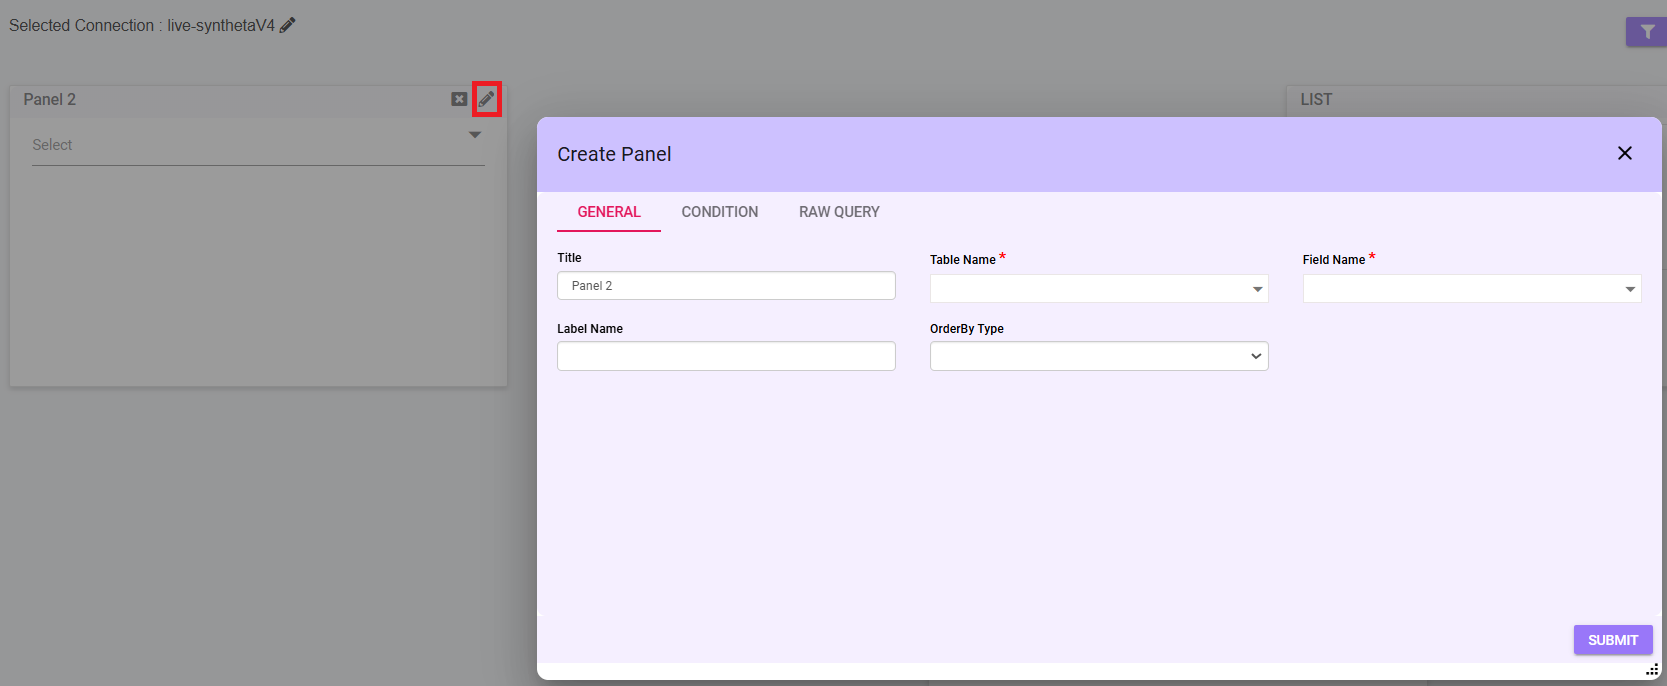 Selected Connection : live-synthetaV4
Panel 2
Select
LIST
Create Panel
GENERAL CONDITION RAW QUERY
Title Table Name * Field Name *
Panel 2
Label Name OrderBy Type
SUBMIT